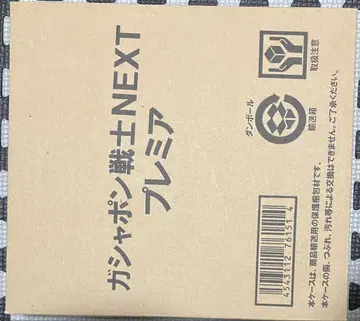 ガシャポン戦士NEXT
プレミア
取扱注意
ダンボール
輸送箱
4543112 76151 4
本ケースは、商品輸送用の保護梱包材です。
本ケースの傷、つぶれ、汚れ等による交換はできません。ご了承ください。